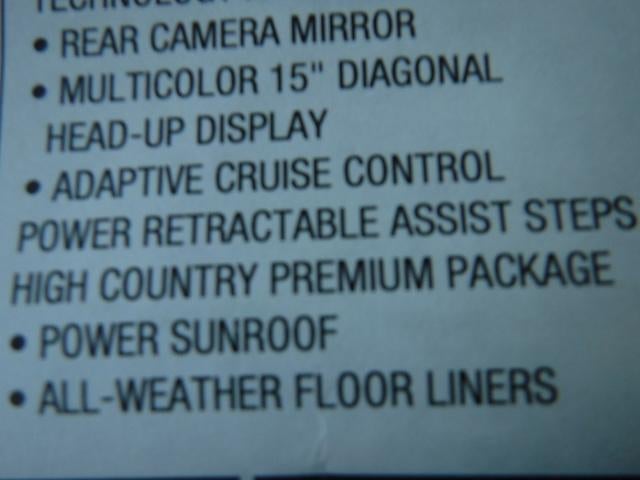 TECHNOLOGY
• REAR CAMERA MIRROR
• MULTICOLOR 15" DIAGONAL
HEAD-UP DISPLAY
• ADAPTIVE CRUISE CONTROL
POWER RETRACTABLE ASSIST STEPS
HIGH COUNTRY PREMIUM PACKAGE
• POWER SUNROOF
• ALL-WEATHER FLOOR LINERS